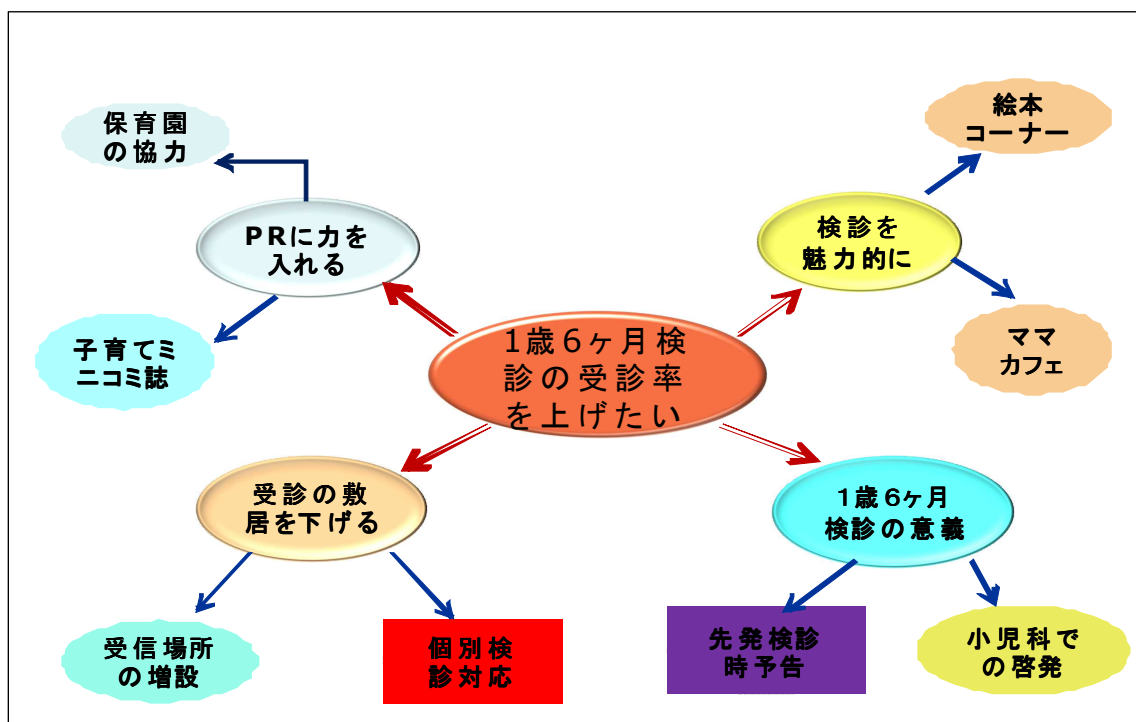 保育園
の協力
PRに力を
入れる
子育てミ
ニコミ誌
絵本
コーナー
検診を
魅力的に
ママ
カフェ
1歳6ヶ月検
診の受診率
を上げたい
受診の敷
居を下げる
受信場所
の増設
個別検
診対応
1歳6ヶ月
検診の意義
先発検診
時予告
小児科で
の啓発